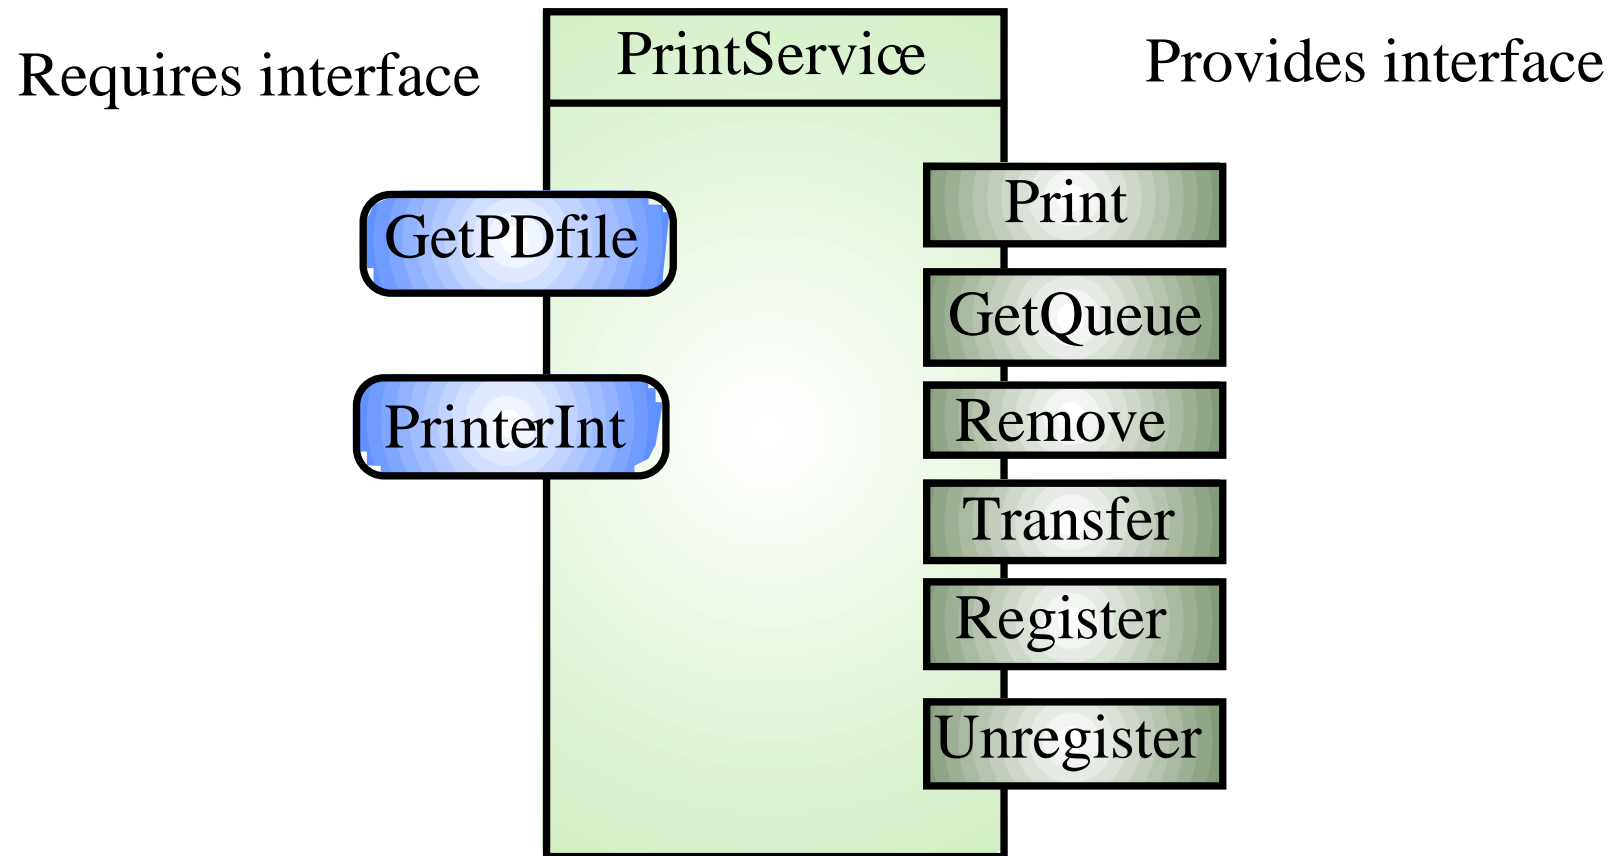 Requires interface
PrintService
Provides interface
GetPDfile
PrinterInt
Print
GetQueue
Remove
Transfer
Register
Unregister